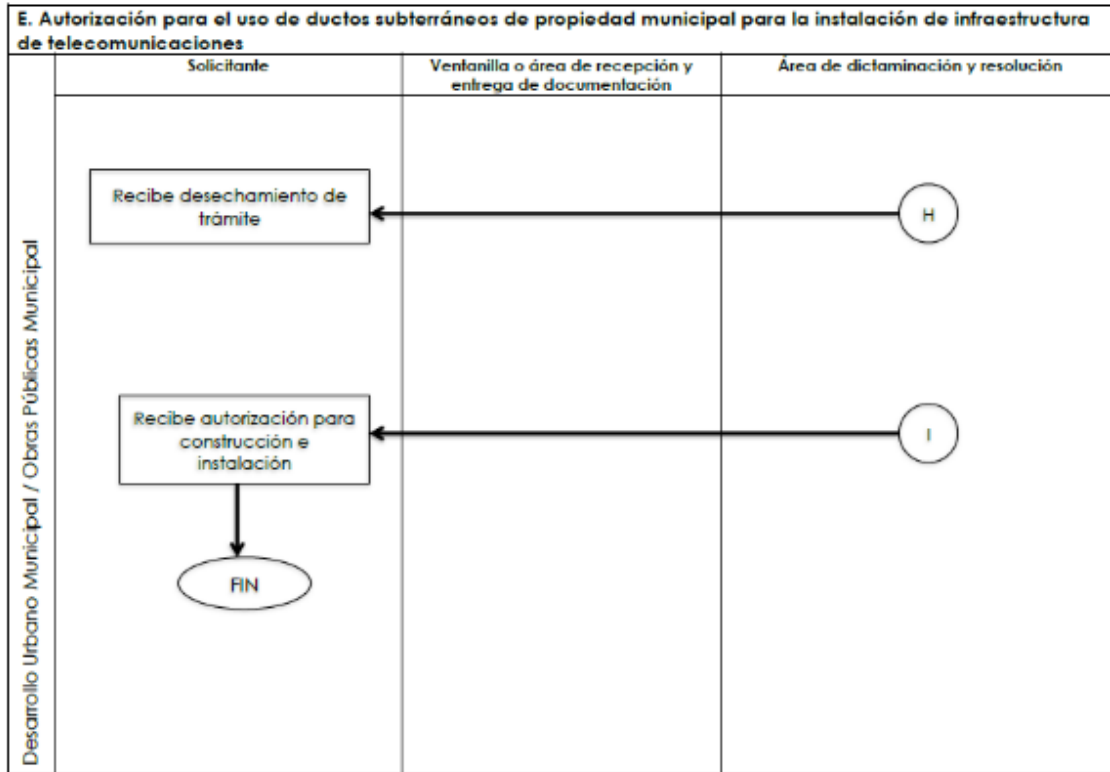 E. Autorización para el uso de ductos subterráneos de propiedad municipal para la instalación de infraestructura
de telecomunicaciones
Solicitante
Ventanilla o área de recepción y
entrega de documentación
Área de dictaminación y resolución
Desarrollo Urbano Municipal / Obras Públicas Municipal
Recibe desechamiento de
trámite
H
Recibe autorización para
construcción e
instalación
I
FIN